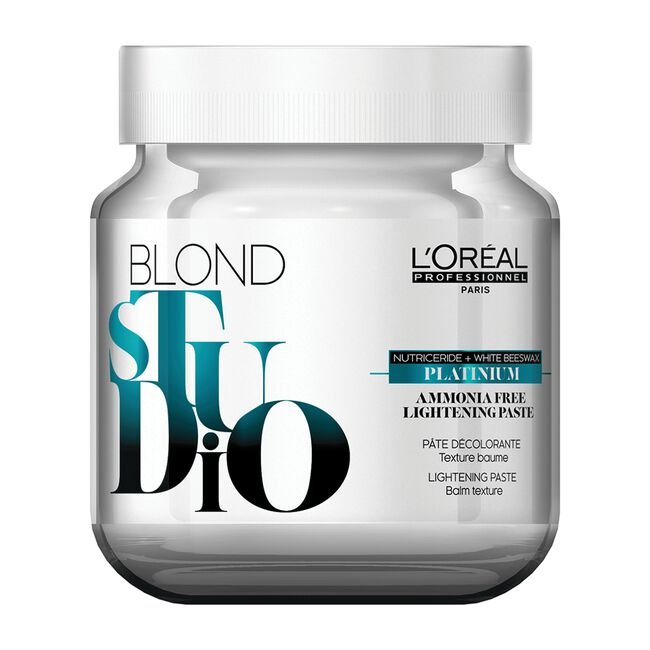 BLOND
STUDiO
L'ORÉAL
PROFESSIONNEL
PARIS
NUTRICERIDE + WHITE BEESWAX
PLATINIUM
AMMONIA FREE
LIGHTENING PASTE
PÂTE DÉCOLORANTE
Texture baume
LIGHTENING PASTE
Balm texture